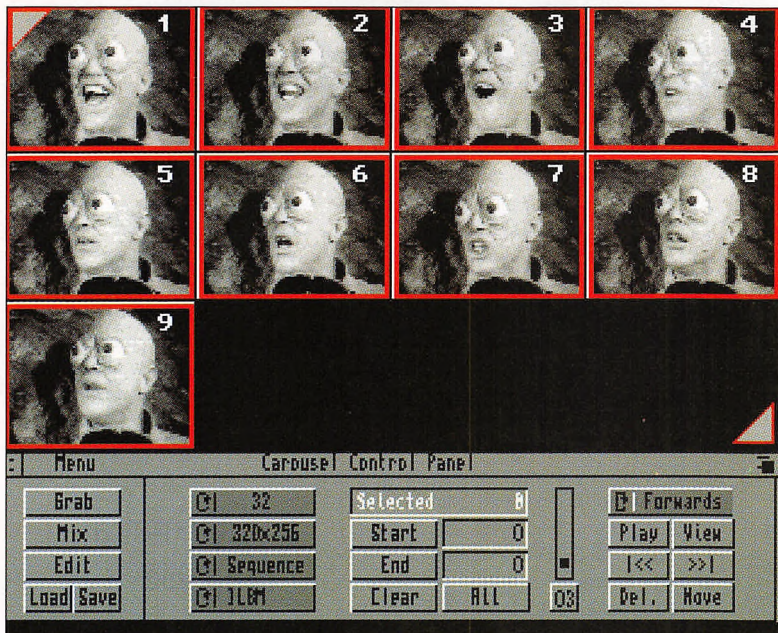 1 2 3 4
5 6 7 8
9
Menu Carousel Control Panel
Grab 32 Selected 0 Forwards
Mix 320x256 Start 0 Play View
Edit Sequence End 0 |<< >>|
Load Save ILBM Clear All 03 Del. Move